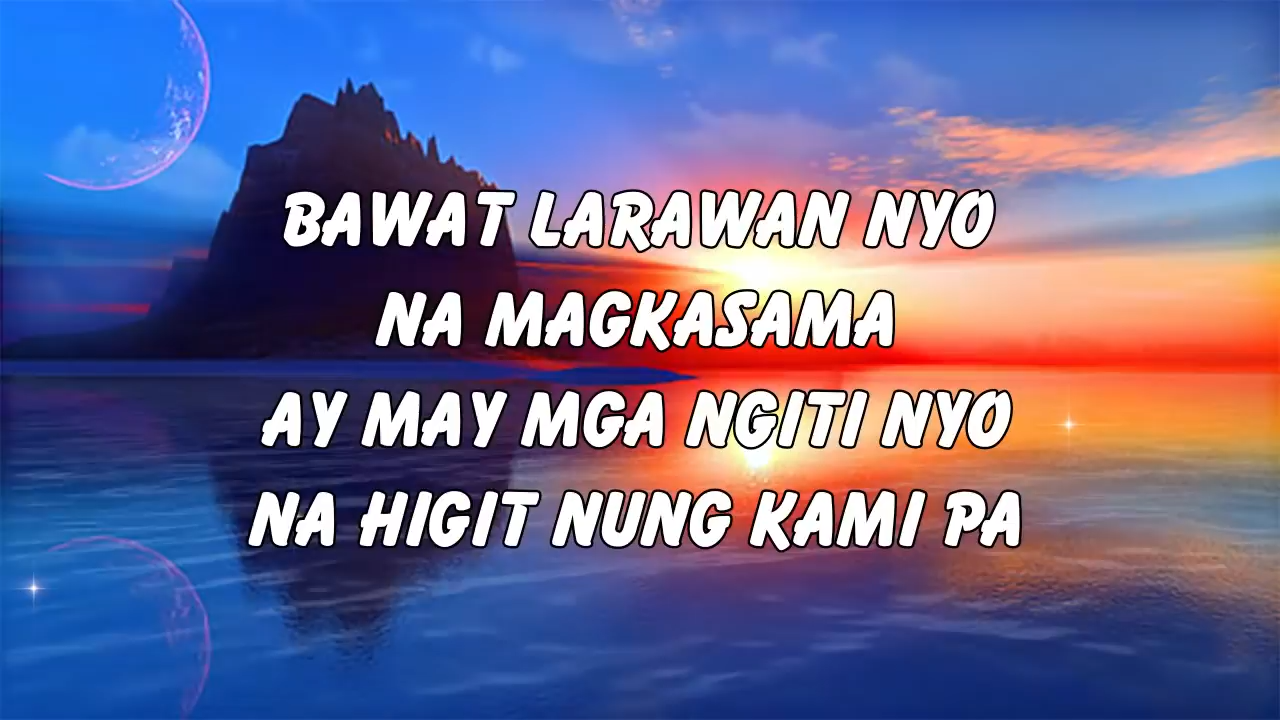 BAWAT LARAWAN NYO
NA MAGKASAMA
AY MAY MGA NGITI NYO
NA HIGIT NUNG KAMI PA